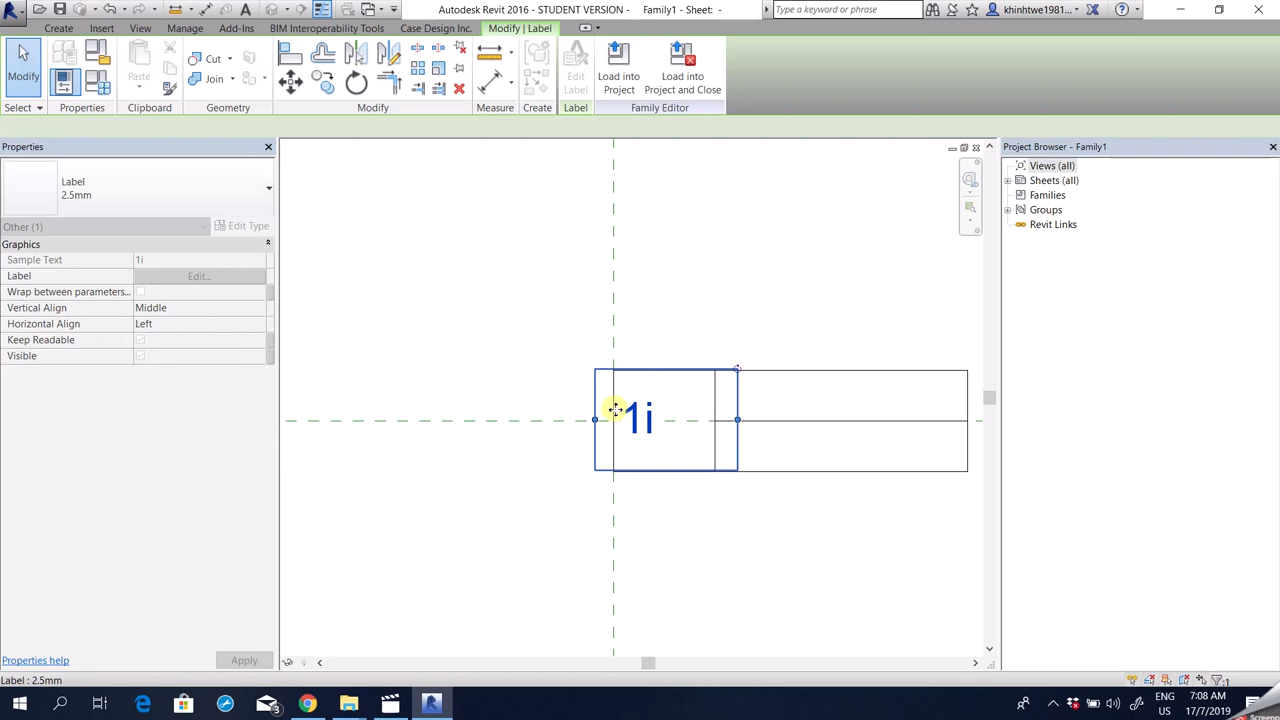 Autodesk Revit 2016 - STUDENT VERSION - Family1 - Sheet: -
Type a keyword or phrase
khintwe1981...
Create Insert View Manage Add-Ins BIM Interoperability Tools Case Design Inc. Modify | Label
Modify
Paste
Cut
Join
Edit Label
Load into Project
Load into Project and Close
Select Properties Clipboard Geometry Modify Measure Create Label Family Editor
Properties
Label
2.5mm
Other (1)
Edit Type
Graphics
Sample Text 1i
Label Edit...
Wrap between parameters...
Vertical Align Middle
Horizontal Align Left
Keep Readable
Visible
Properties help
Apply
1i
Project Browser - Family1
Views (all)
Sheets (all)
Families
Groups
Revit Links
Label : 2.5mm
:1
3
ENG
US
7:08 AM
17/7/2019